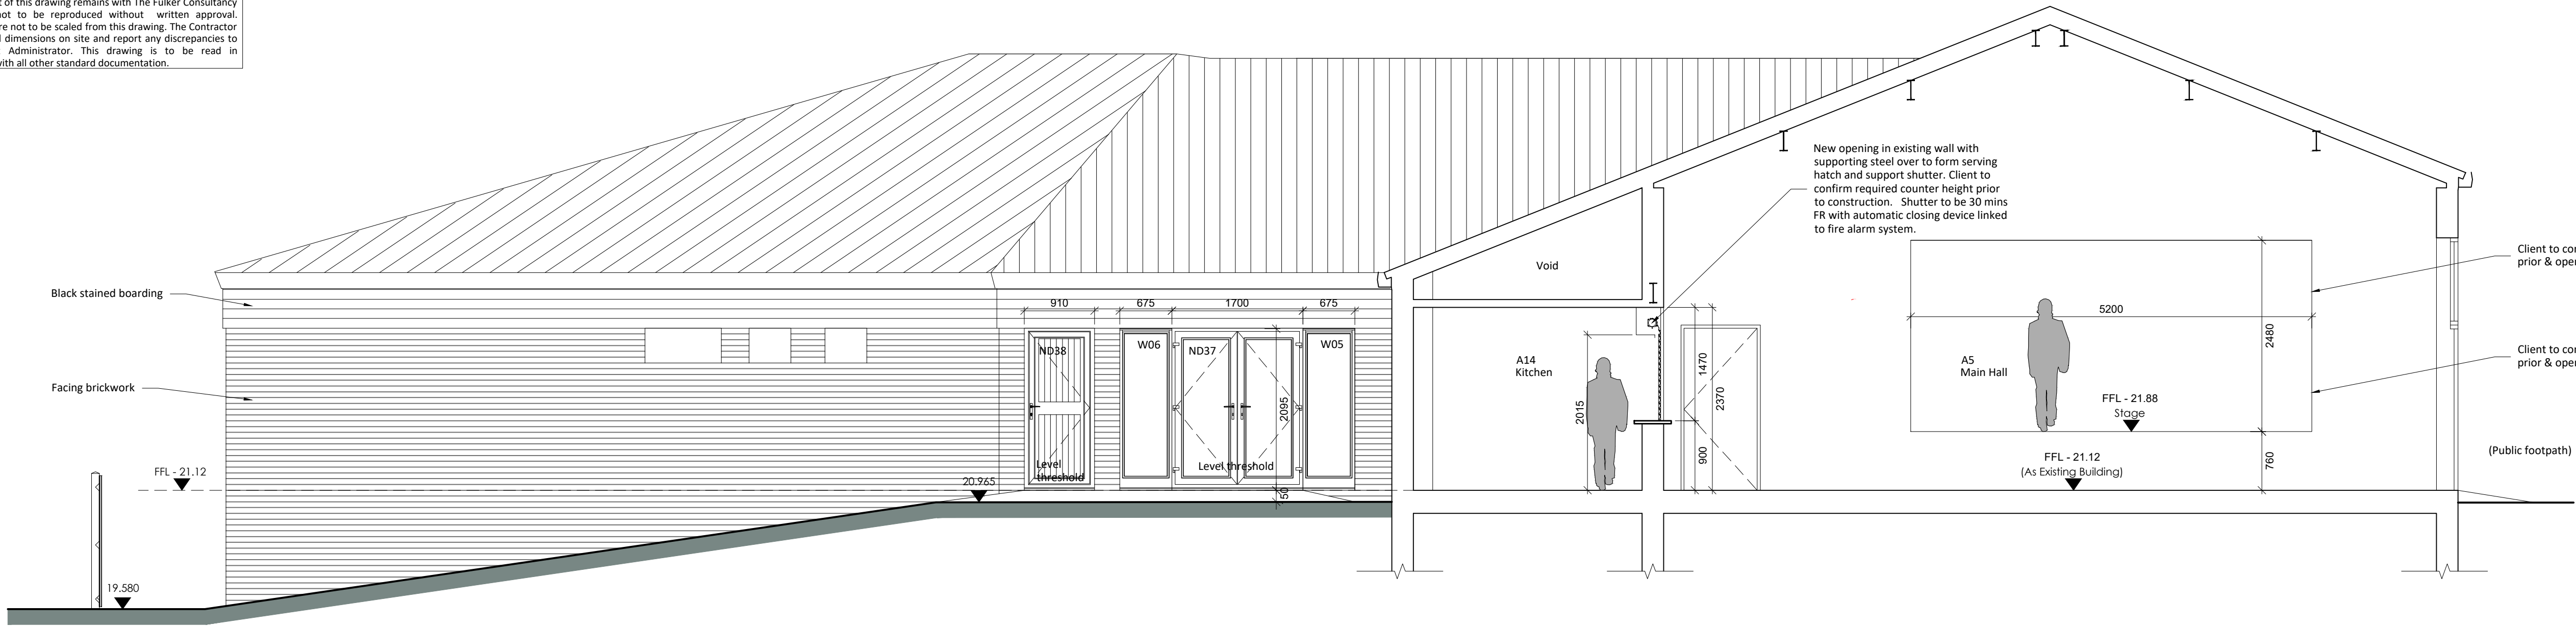 of this drawing remains with The Fulker Consultancy
to be reproduced without written approval.
not to be scaled from this drawing. The Contractor
dimensions on site and report any discrepancies to
Administrator. This drawing is to be read in
with all other standard documentation.
Black stained boarding
Facing brickwork
FFL - 21.12
19.580
20.965
910
675
1700
675
ND38
W06
ND37
W05
2095
Level
threshold
Level threshold
Void
A14
Kitchen
2015
1470
2370
900
New opening in existing wall with
supporting steel over to form serving
hatch and support shutter. Client to
confirm required counter height prior
to construction. Shutter to be 30 mins
FR with automatic closing device linked
to fire alarm system.
5200
2480
A5
Main Hall
FFL - 21.88
Stage
FFL - 21.12
(As Existing Building)
760
Client to
prior &
Client to
prior &
(Public footpath)